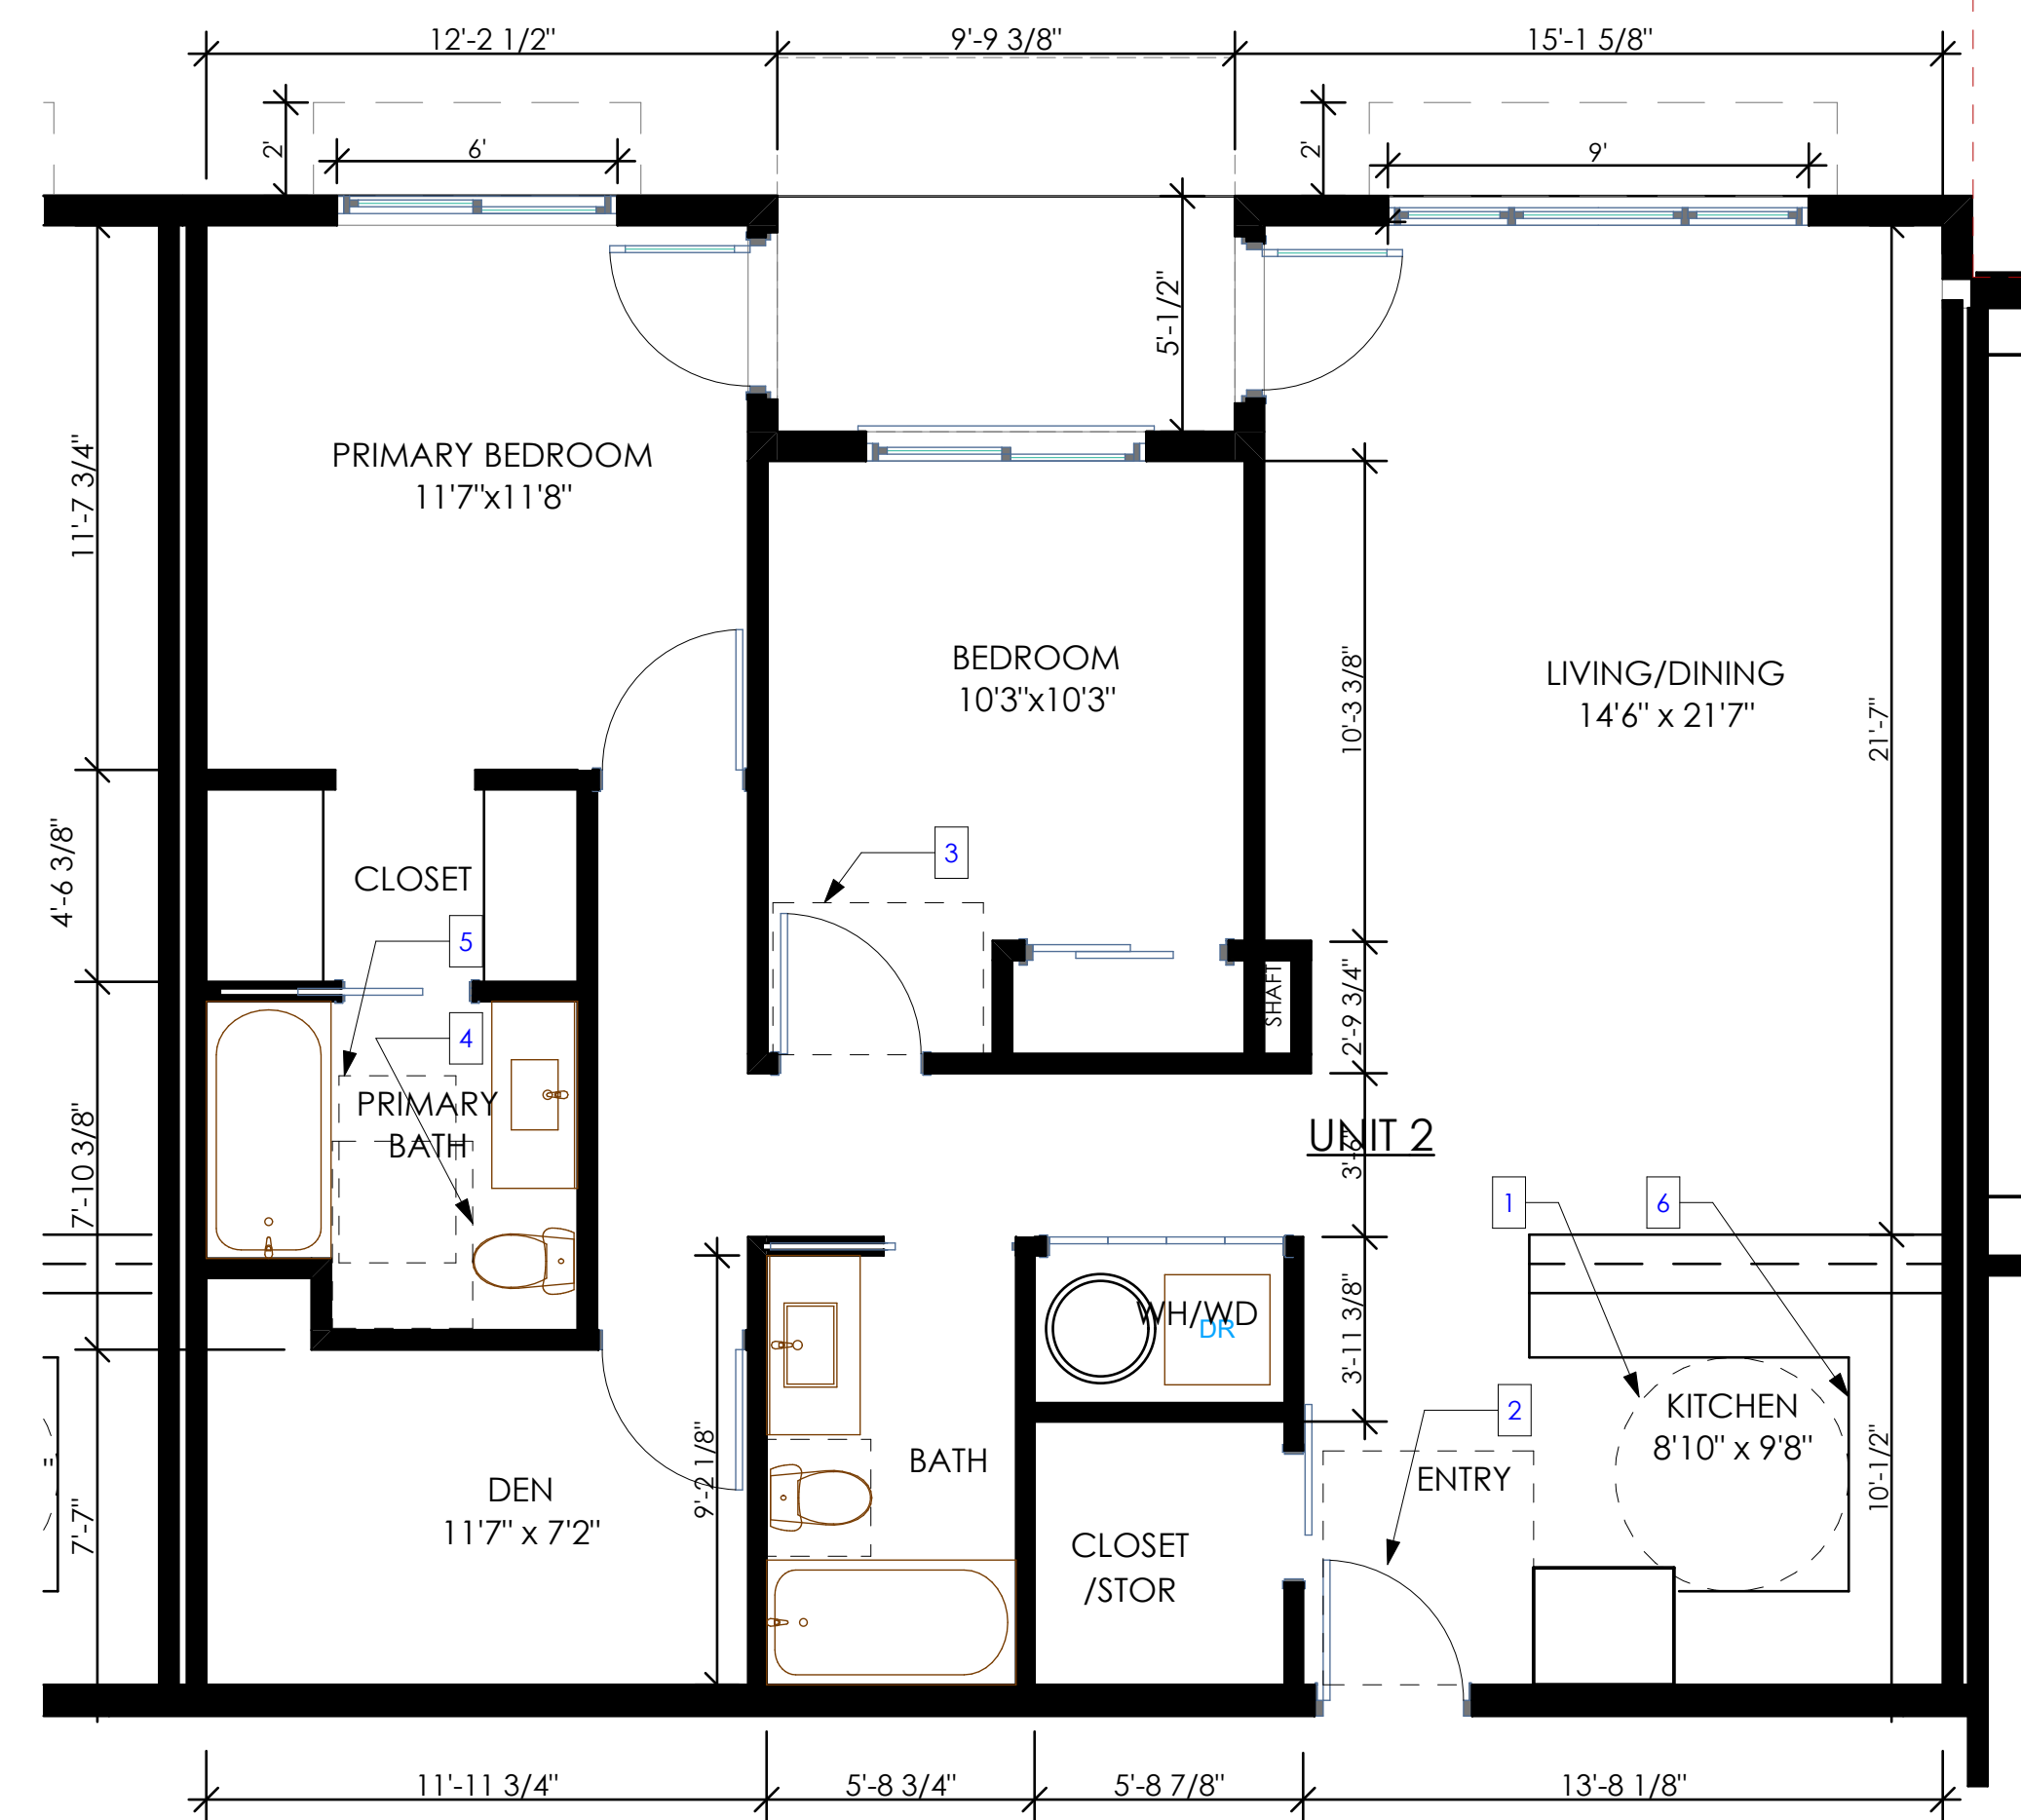 12'-2 1/2"
9'-9 3/8"
15'-1 5/8"
2'
6'
2'
9'
5'-1/2"
PRIMARY BEDROOM
11'7"x11'8"
11'-7 3/4"
BEDROOM
10'3"x10'3"
10'-3 3/8"
LIVING/DINING
14'6" x 21'7"
21'-7"
4'-6 3/8"
CLOSET
3
5
4
SHAFT
2'-9 3/4"
PRIMARY
BATH
7'-10 3/8"
UNIT 2
3'-6"
1
6
WH/WD
DR
3'-11 3/8"
2
KITCHEN
8'10" x 9'8"
10'-1/2"
ENTRY
"
DEN
11'7" x 7'2"
7'-7"
9'-2 1/8"
BATH
CLOSET
/STOR
11'-11 3/4"
5'-8 3/4"
5'-8 7/8"
13'-8 1/8"